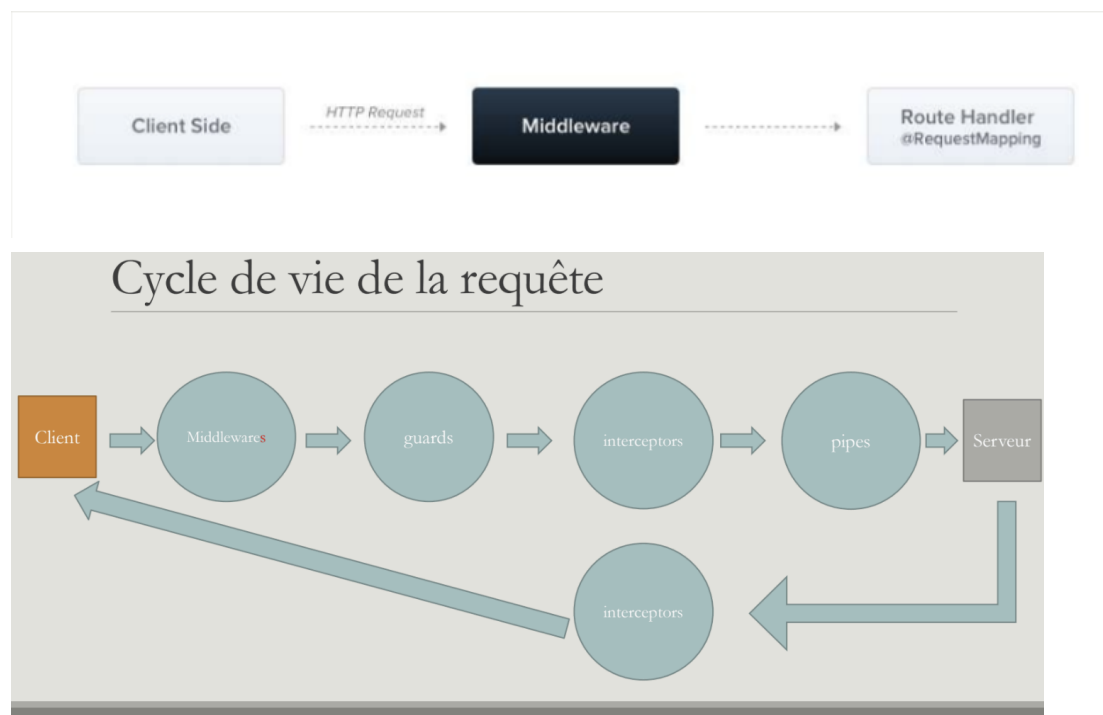 Client Side
HTTP Request
Middleware
Route Handler
@RequestMapping
Cycle de vie de la requête
Client
Middlewares
guards
interceptors
pipes
Serveur
interceptors